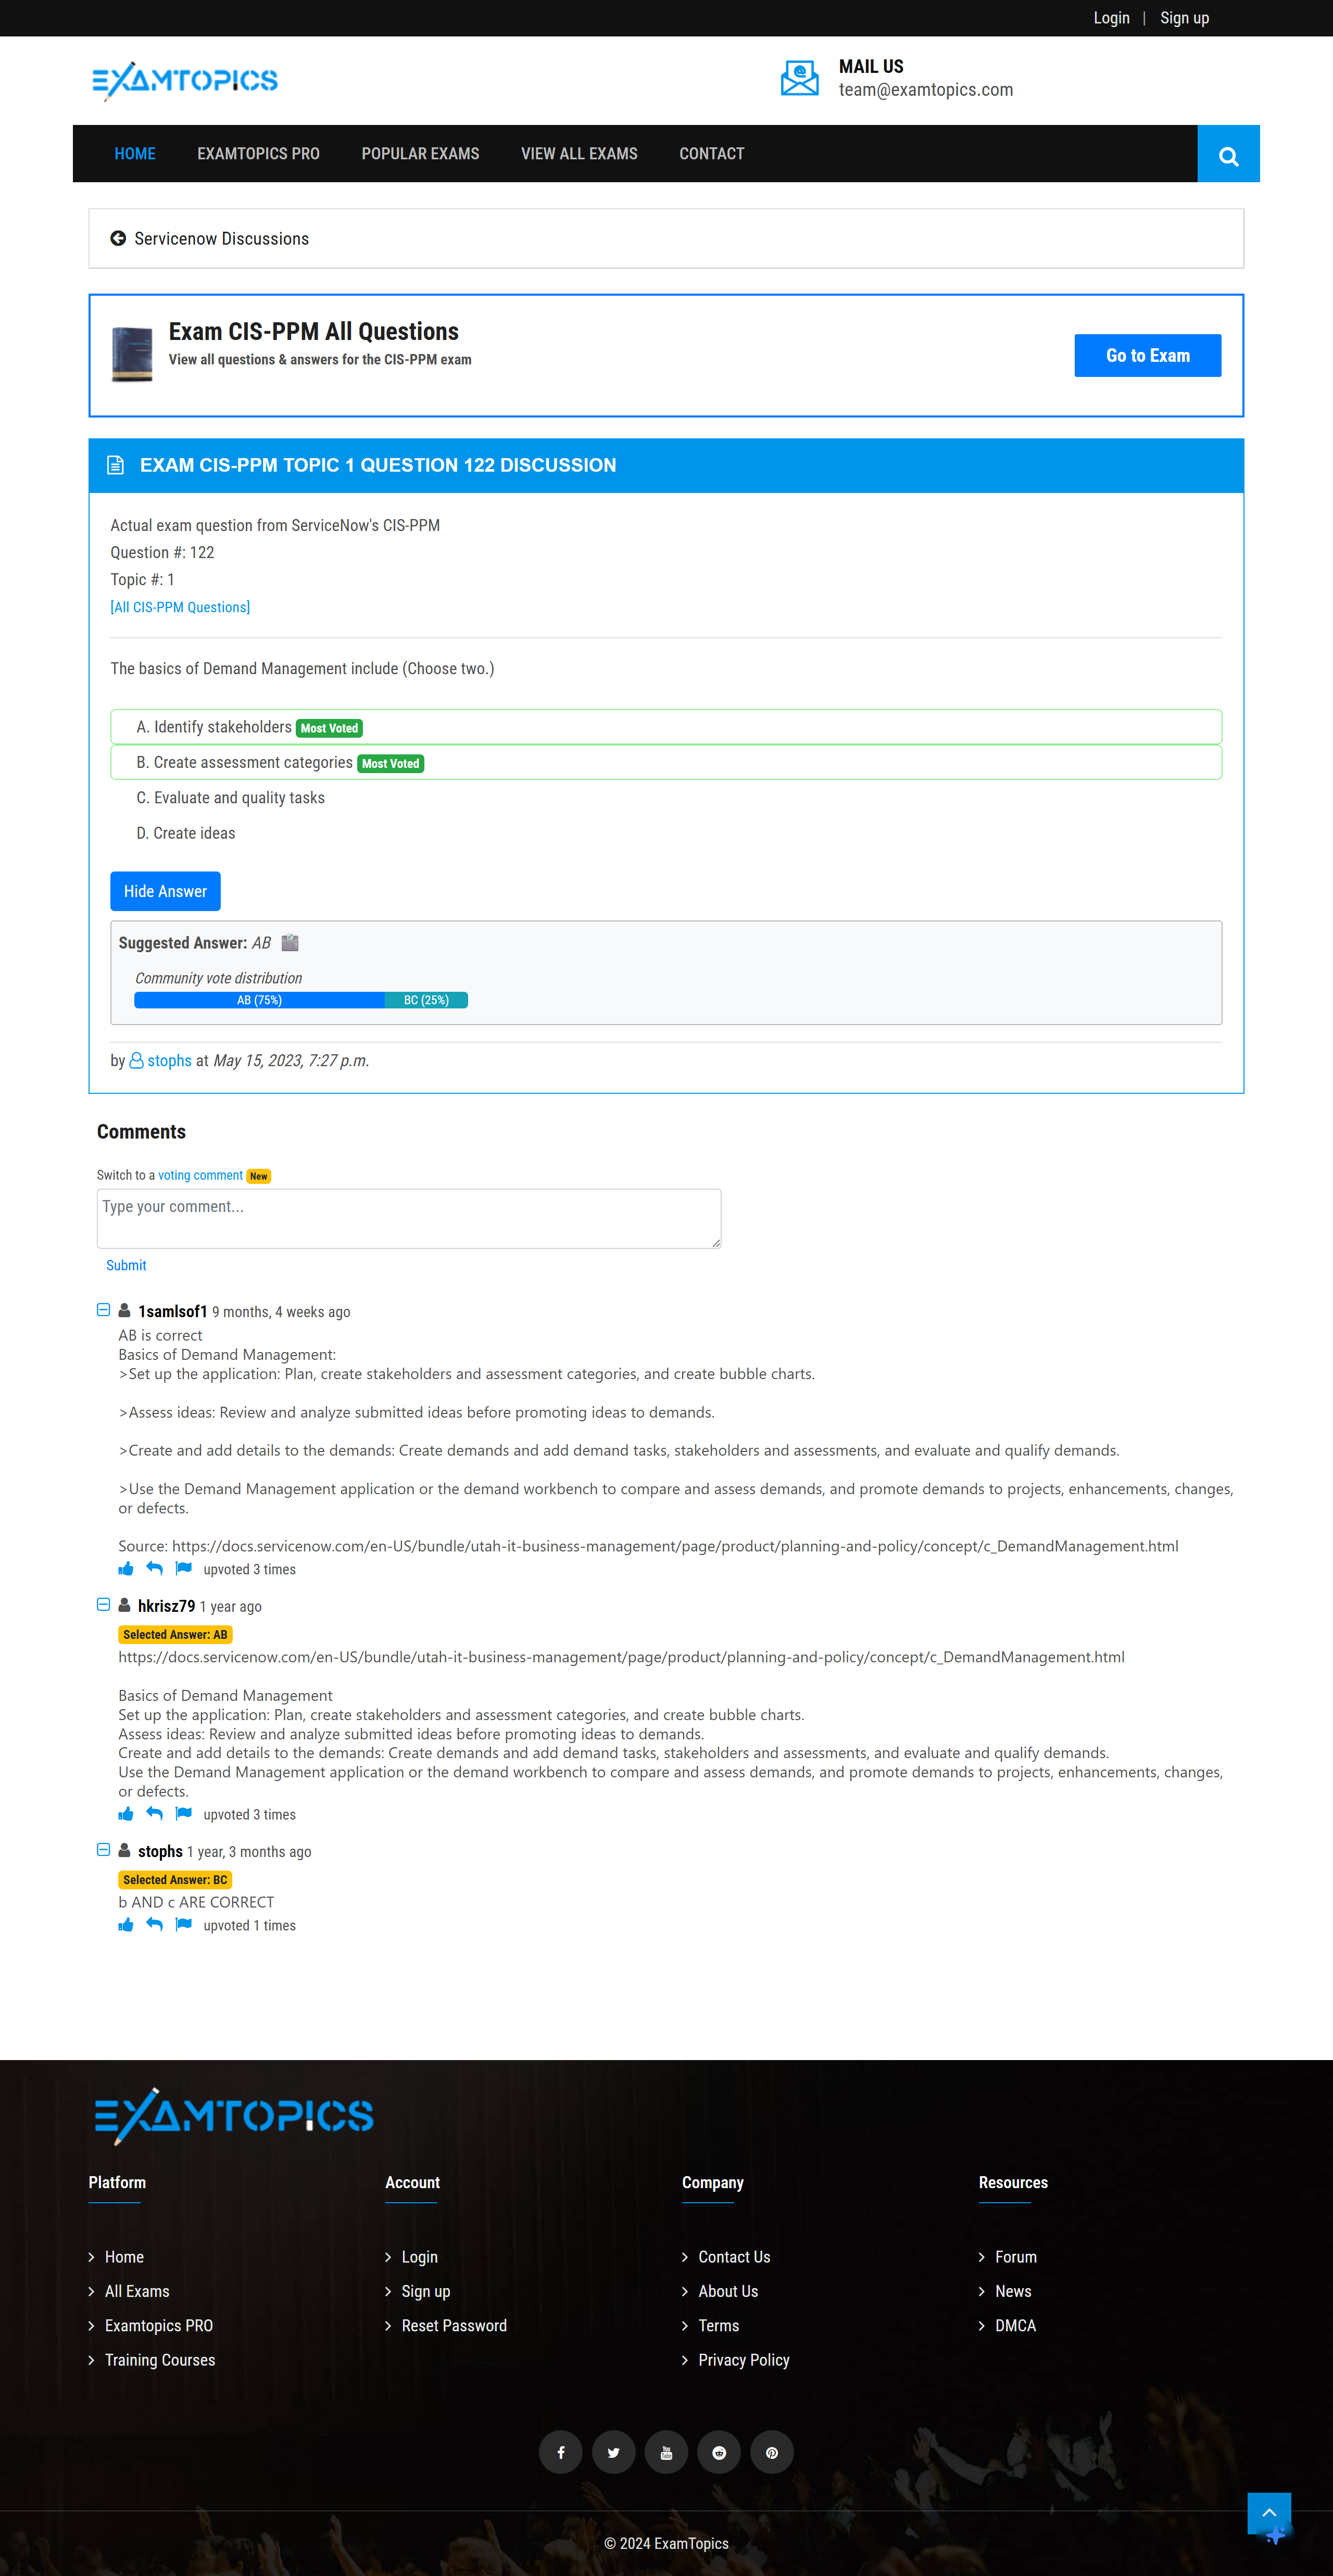 Login | Sign up
EXAMTOPICS
MAIL US
team@examtopics.com
HOME EXAMTOPICS PRO POPULAR EXAMS VIEW ALL EXAMS CONTACT
Servicenow Discussions
Exam CIS-PPM All Questions
View all questions & answers for the CIS-PPM exam
Go to Exam
EXAM CIS-PPM TOPIC 1 QUESTION 122 DISCUSSION
Actual exam question from ServiceNow's CIS-PPM
Question #: 122
Topic #: 1
[All CIS-PPM Questions]
The basics of Demand Management include (Choose two.)
A. Identify stakeholders Most Voted
B. Create assessment categories Most Voted
C. Evaluate and quality tasks
D. Create ideas
Hide Answer
Suggested Answer: AB
Community vote distribution
AB (75%) BC (25%)
by stophs at May 15, 2023, 7:27 p.m.
Comments
Switch to a voting comment New
Type your comment...
Submit
1samlsof1 9 months, 4 weeks ago
AB is correct
Basics of Demand Management:
>Set up the application: Plan, create stakeholders and assessment categories, and create bubble charts.
>Assess ideas: Review and analyze submitted ideas before promoting ideas to demands.
>Create and add details to the demands: Create demands and add demand tasks, stakeholders and assessments, and evaluate and qualify demands.
>Use the Demand Management application or the demand workbench to compare and assess demands, and promote demands to projects, enhancements, changes,
or defects.
Source: https://docs.servicenow.com/en-US/bundle/utah-it-business-management/page/product/planning-and-policy/concept/c_DemandManagement.html
upvoted 3 times
hkrisz79 1 year ago
Selected Answer: AB
https://docs.servicenow.com/en-US/bundle/utah-it-business-management/page/product/planning-and-policy/concept/c_DemandManagement.html
Basics of Demand Management
Set up the application: Plan, create stakeholders and assessment categories, and create bubble charts.
Assess ideas: Review and analyze submitted ideas before promoting ideas to demands.
Create and add details to the demands: Create demands and add demand tasks, stakeholders and assessments, and evaluate and qualify demands.
Use the Demand Management application or the demand workbench to compare and assess demands, and promote demands to projects, enhancements, changes,
or defects.
upvoted 3 times
stophs 1 year, 3 months ago
Selected Answer: BC
b AND c ARE CORRECT
upvoted 1 times
EXAMTOPICS
Platform Account Company Resources
Home Login Contact Us Forum
All Exams Sign up About Us News
Examtopics PRO Reset Password Terms DMCA
Training Courses Privacy Policy
You Tube
© 2024 ExamTopics